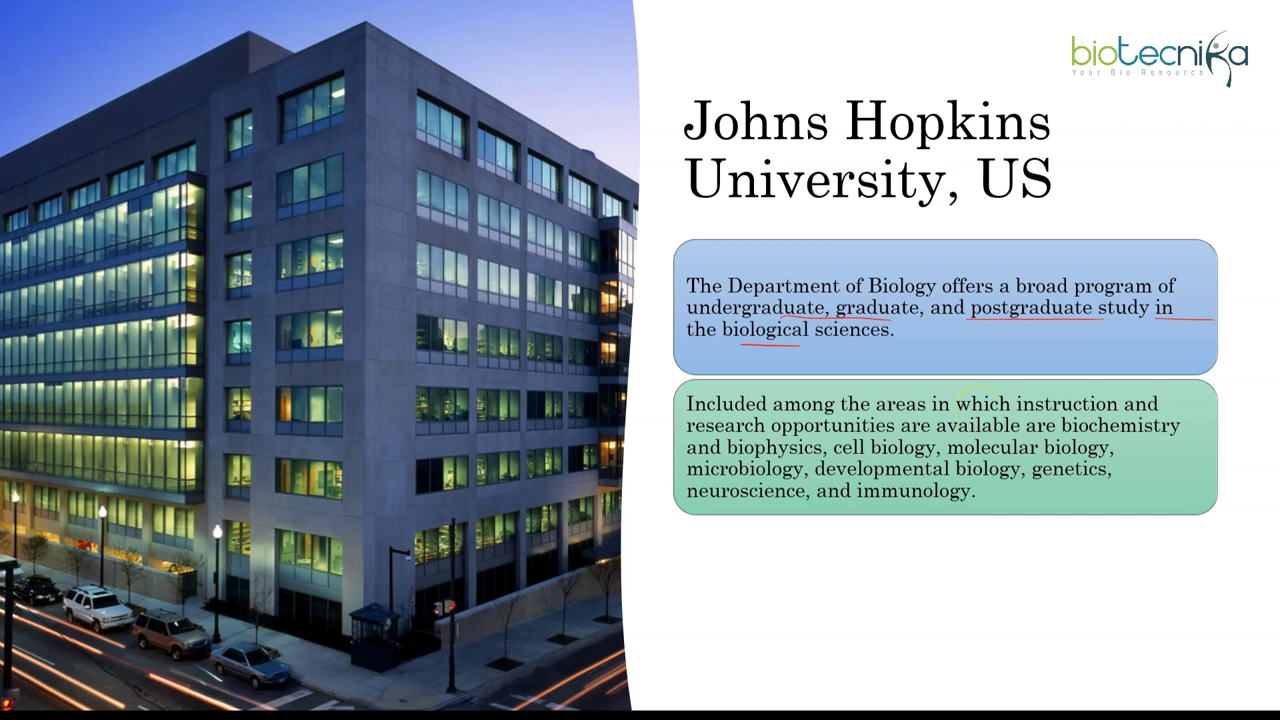 biotecnika
Your Bio Resource
Johns Hopkins
University, US
The Department of Biology offers a broad program of
undergraduate, graduate, and postgraduate study in
the biological sciences.
Included among the areas in which instruction and
research opportunities are available are biochemistry
and biophysics, cell biology, molecular biology,
microbiology, developmental biology, genetics,
neuroscience, and immunology.